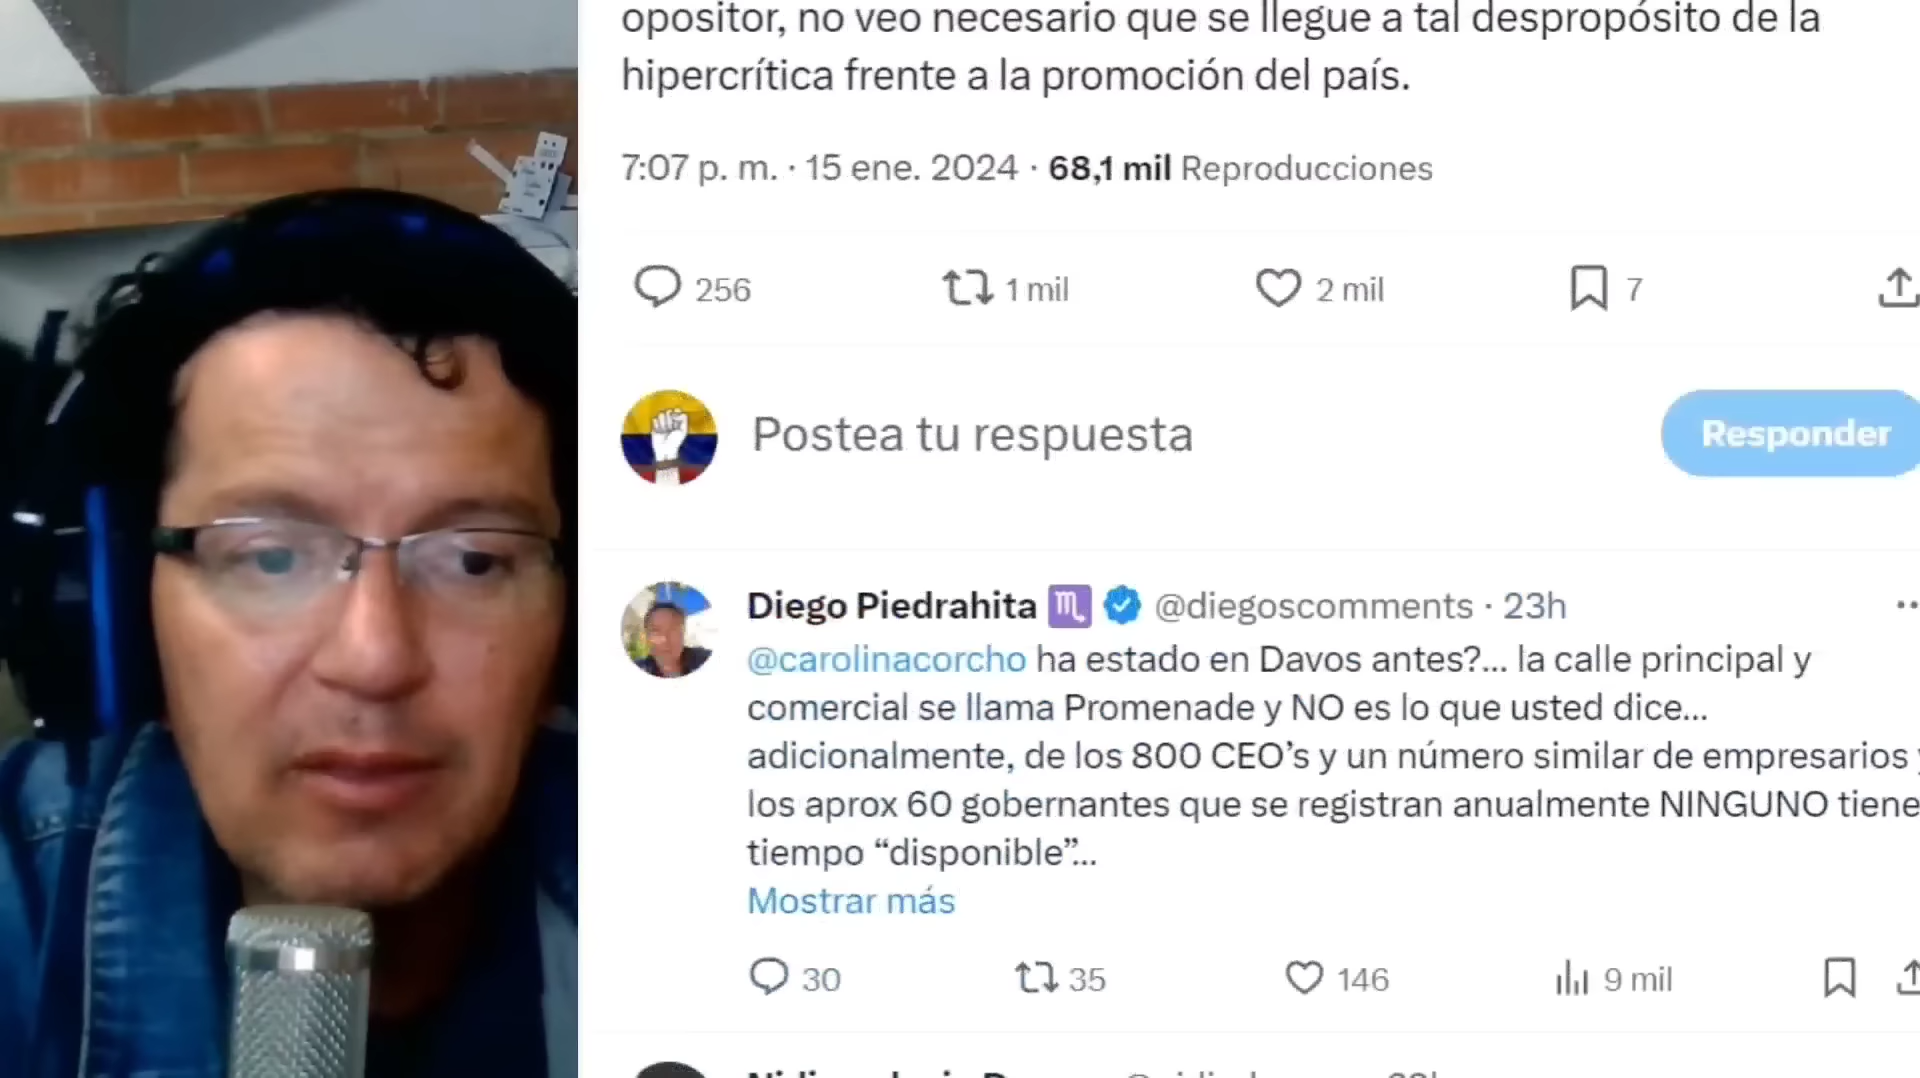 opositor, no veo necesario que se llegue a tal despropósito de la
hipercrítica frente a la promoción del país.
7:07 p. m. · 15 ene. 2024 · 68,1 mil Reproducciones
256 1 mil 2 mil 7
Postea tu respuesta
Responder
Diego Piedrahita @diegoscomments · 23h
@carolinacorcho ha estado en Davos antes?... la calle principal y
comercial se llama Promenade y NO es lo que usted dice...
adicionalmente, de los 800 CEO’s y un número similar de empresarios y
los aprox 60 gobernantes que se registran anualmente NINGUNO tiene
tiempo “disponible”...
Mostrar más
30 35 146 9 mil